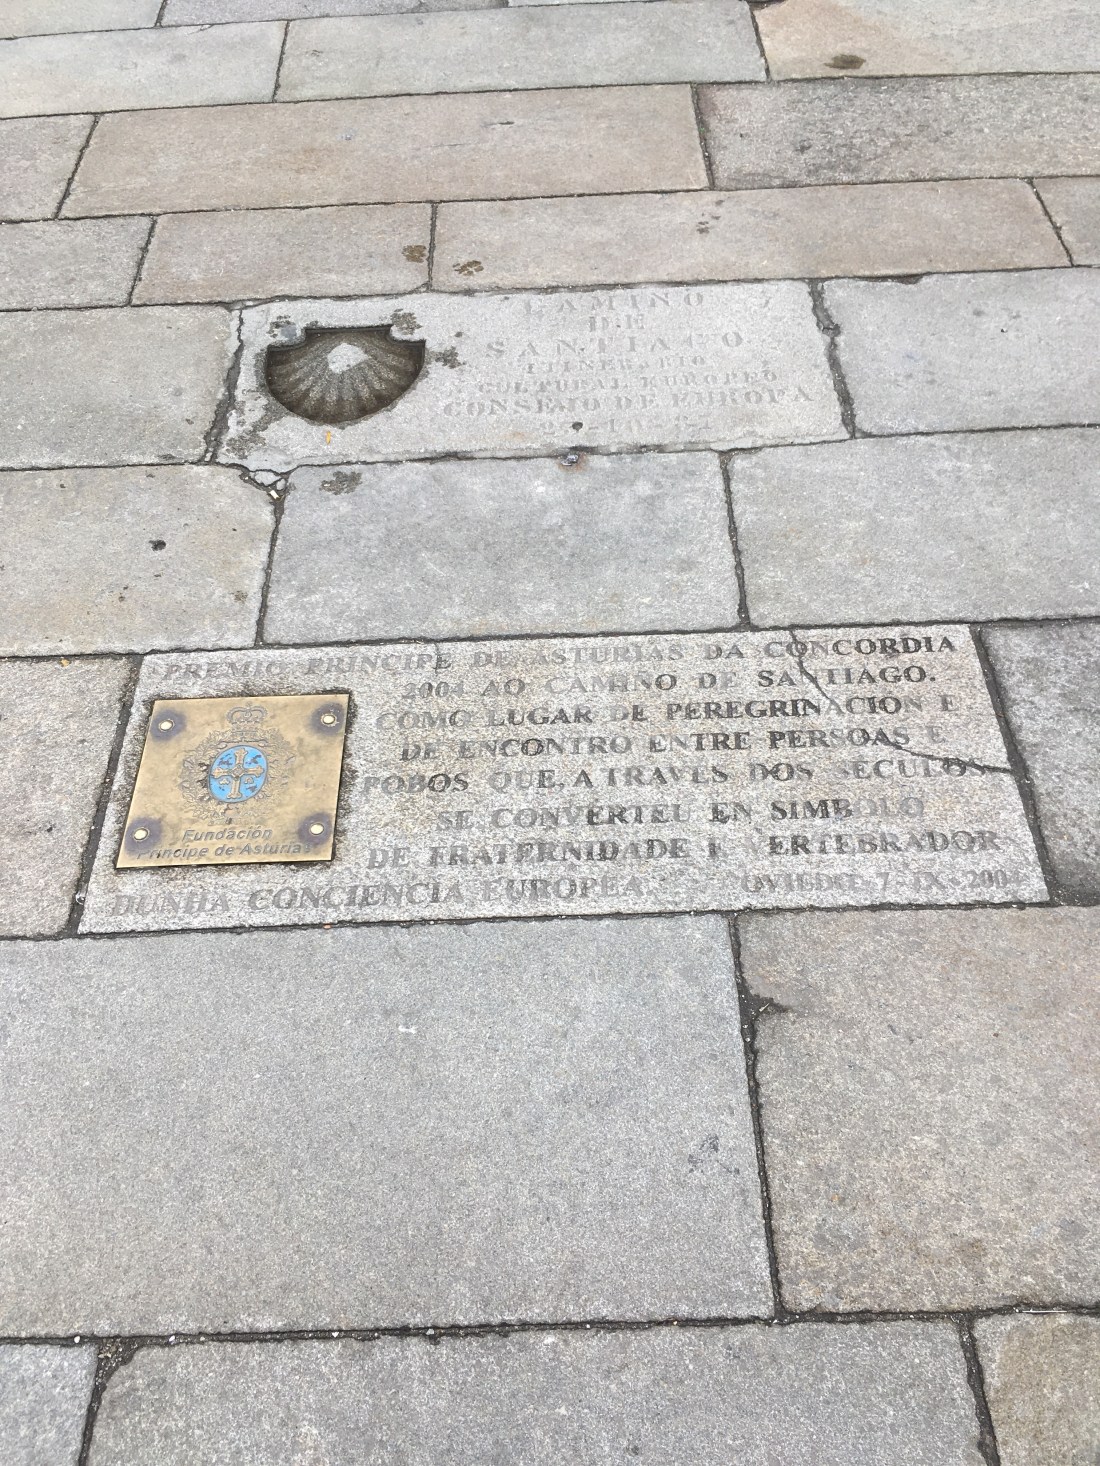 CAMINO
DE
SANTIAGO
ITINERARIO
CULTURAL EUROPEO
CONSEJO DE EUROPA
PREMIO PRINCIPE DE ASTURIAS DA CONCORDIA
2004 AO CAMIÑO DE SANTIAGO.
COMO LUGAR DE PEREGRINACION E
DE ENCONTRO ENTRE PERSOAS E
POBOS QUE, A TRAVES DOS SECULOS
SE CONVERTEU EN SIMBOLO
DE FRATERNIDADE E VERTEBRADOR
DUNHA CONCIENCIA EUROPEA. OVIEDO 7-IX-2004
Fundación
Príncipe de Asturias